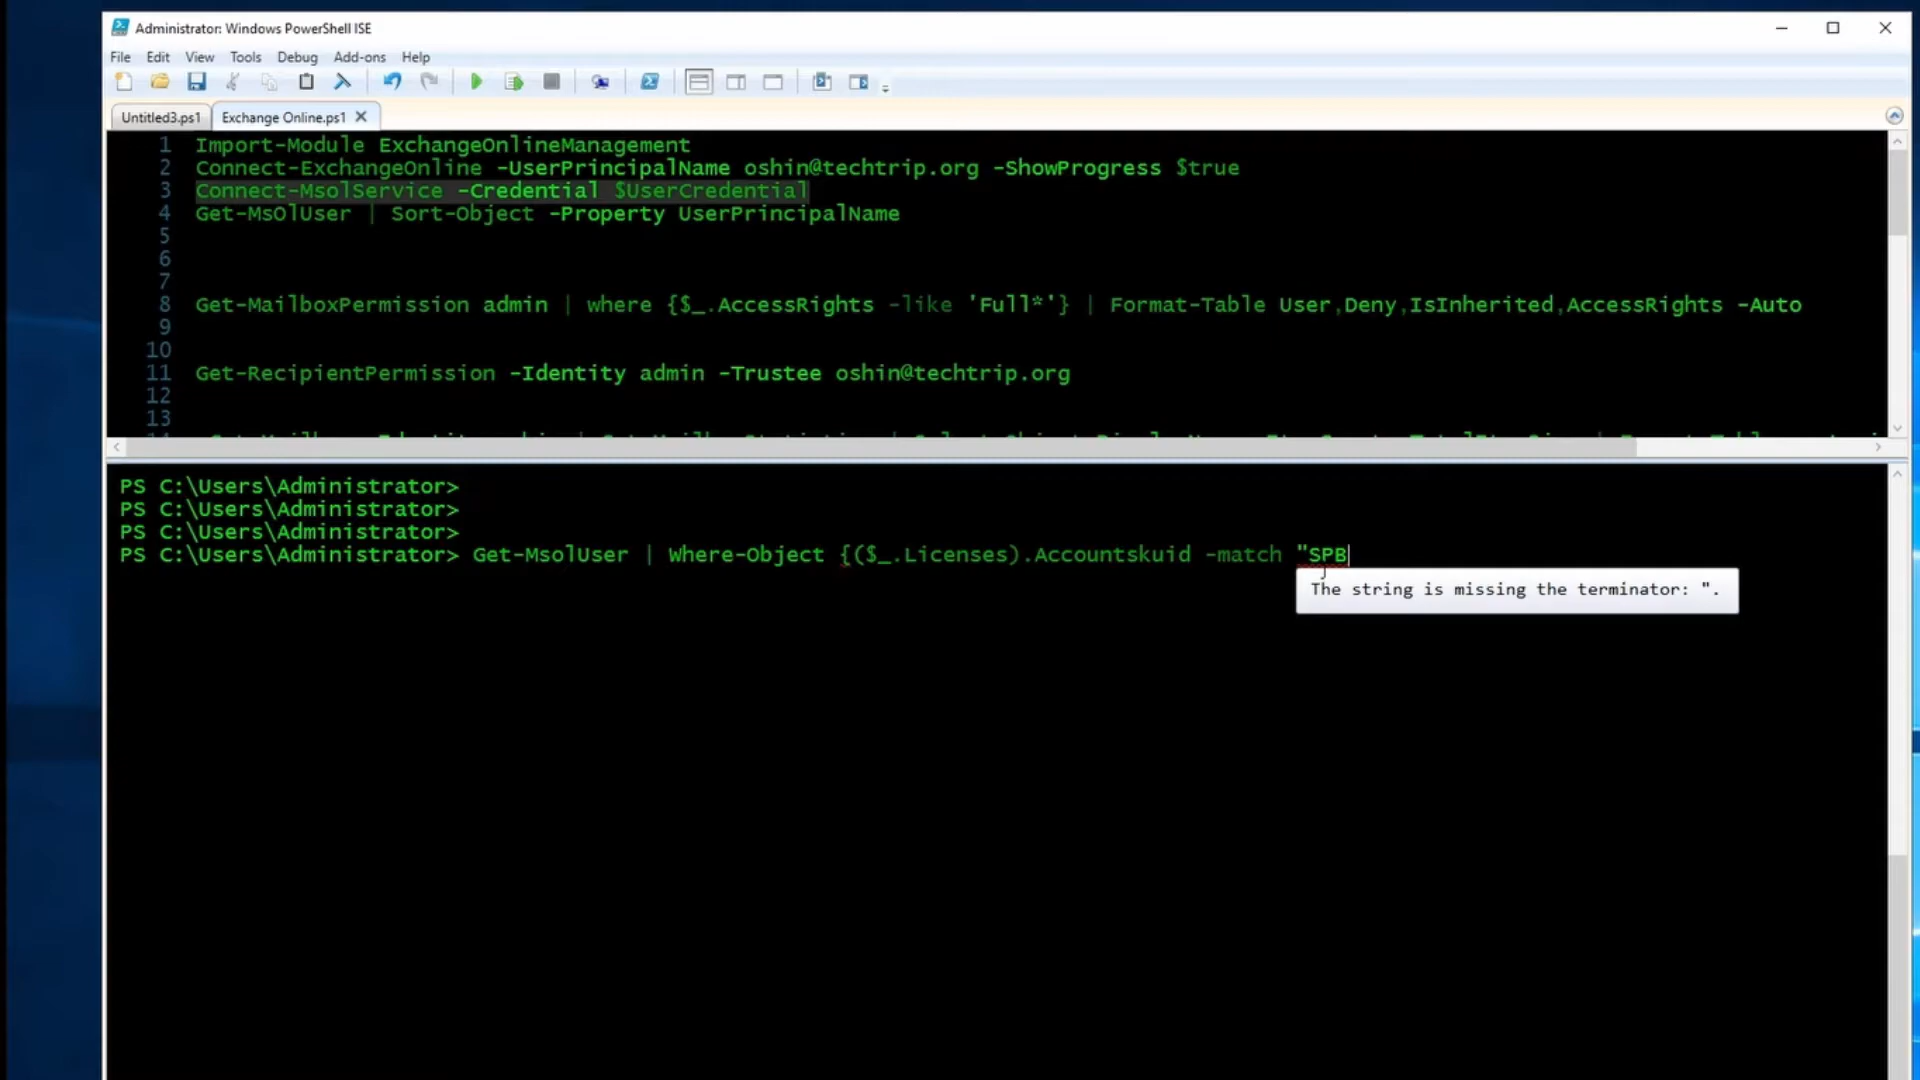 Administrator: Windows PowerShell ISE
File Edit View Tools Debug Add-ons Help
Untitled3.ps1 Exchange Online.ps1
1 Import-Module ExchangeOnlineManagement
2 Connect-ExchangeOnline -UserPrincipalName oshin@techtrip.org -ShowProgress $true
3 Connect-MsolService -Credential $UserCredential
4 Get-MsOlUser | Sort-Object -Property UserPrincipalName
5
6
7
8 Get-MailboxPermission admin | where {$_.AccessRights -like 'Full*'} | Format-Table User,Deny,IsInherited,AccessRights -Auto
9
10
11 Get-RecipientPermission -Identity admin -Trustee oshin@techtrip.org
12
13
PS C:\Users\Administrator>
PS C:\Users\Administrator>
PS C:\Users\Administrator>
PS C:\Users\Administrator> Get-MsolUser | Where-Object {($_.Licenses).Accountskuid -match "SPB
The string is missing the terminator: ".